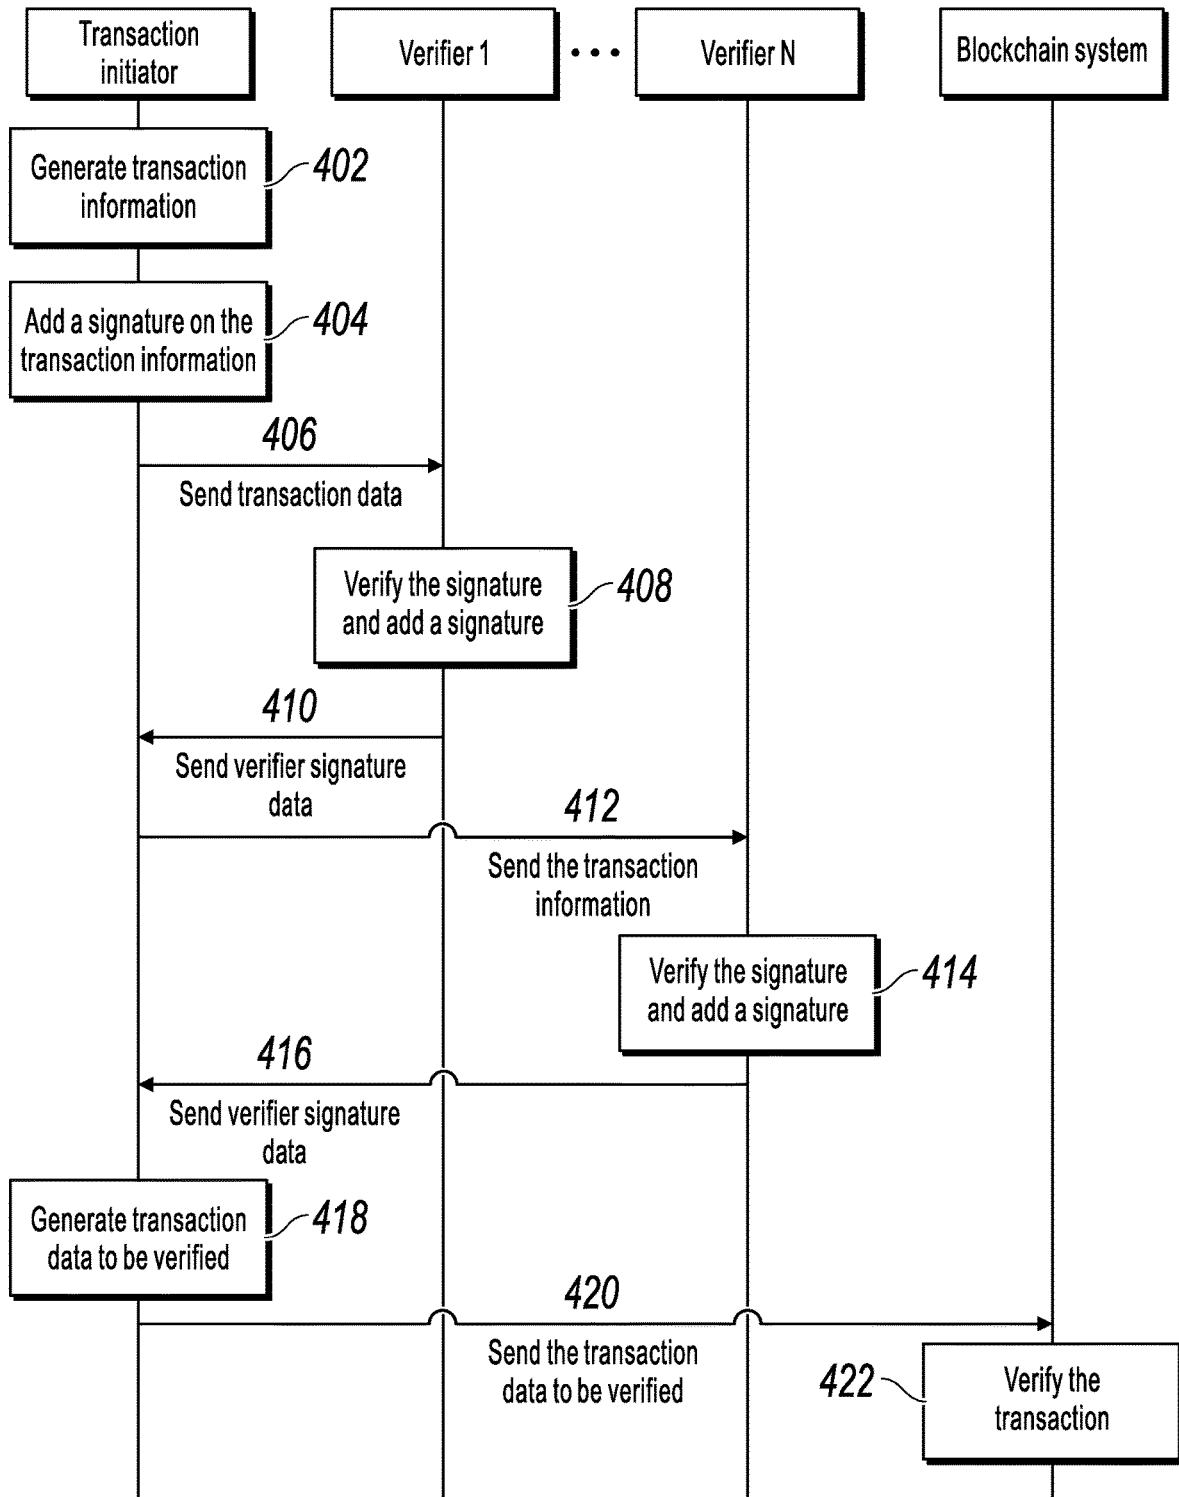 Transaction
initiator
Verifier 1
•••
Verifier N
Blockchain system
Generate transaction
information
402
Add a signature on the
transaction information
404
406
Send transaction data
Verify the signature
and add a signature
408
410
Send verifier signature
data
412
Send the transaction
information
Verify the signature
and add a signature
414
416
Send verifier signature
data
Generate transaction
data to be verified
418
420
Send the transaction
data to be verified
422
Verify the
transaction